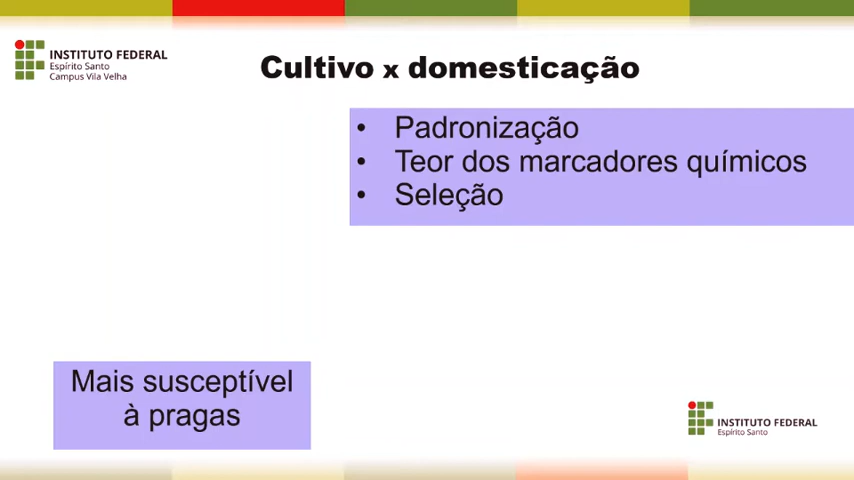 INSTITUTO FEDERAL
Espírito Santo
Campus Vila Velha
Cultivo x domesticação
• Padronização
• Teor dos marcadores químicos
• Seleção
Mais susceptível
à pragas
INSTITUTO FEDERAL
Espírito Santo